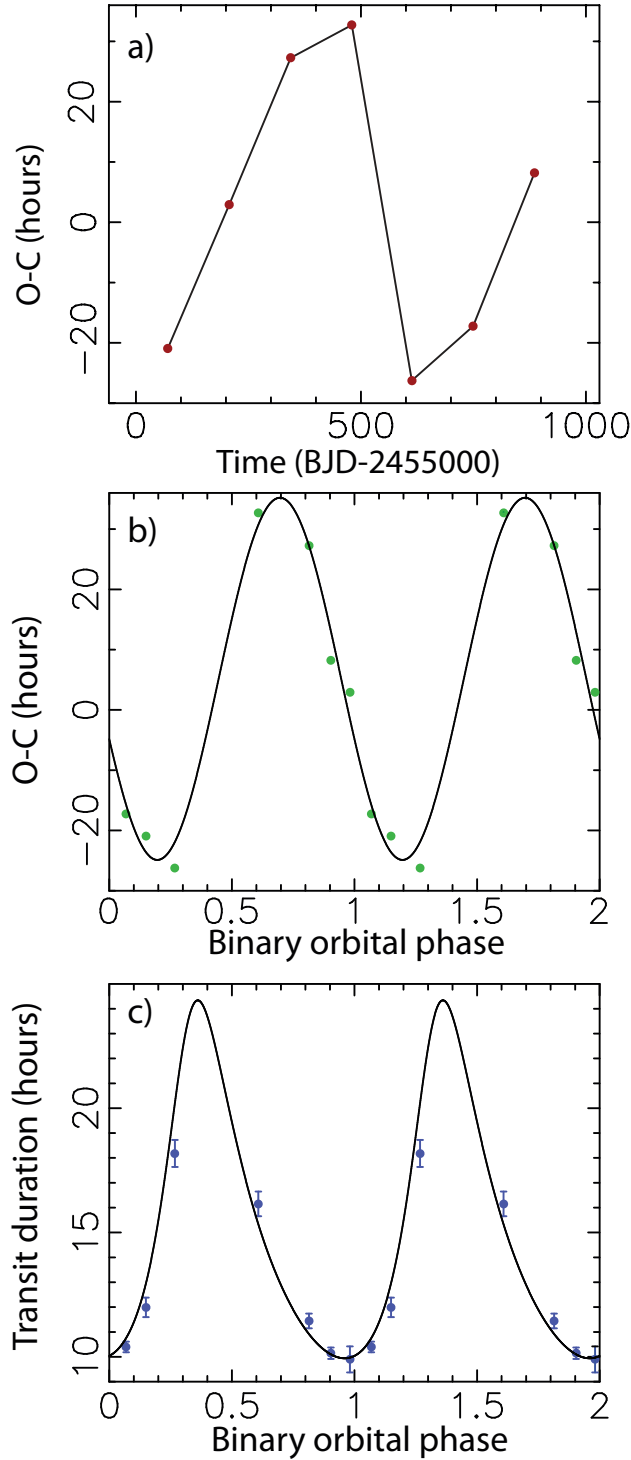 a)
O-C (hours)
20
0
−20
0 500 1000
Time (BJD-2455000)
b)
O-C (hours)
20
0
−20
0 0.5 1 1.5 2
Binary orbital phase
c)
Transit duration (hours)
20
15
10
0 0.5 1 1.5 2
Binary orbital phase